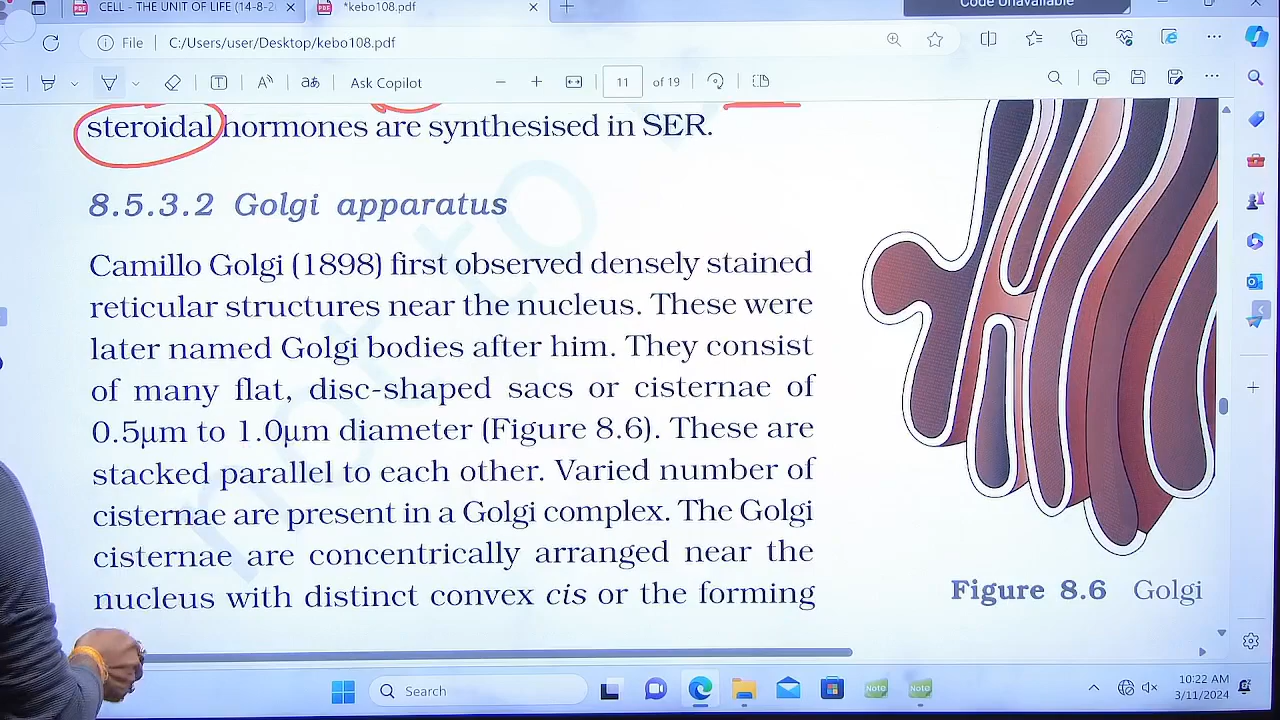 CELL - THE UNIT OF LIFE (14-8-2
*kebo108.pdf
Code Unavailable
File C:/Users/user/Desktop/kebo108.pdf
Ask Copilot
11 of 19
steroidal hormones are synthesised in SER.
8.5.3.2 Golgi apparatus
Camillo Golgi (1898) first observed densely stained
reticular structures near the nucleus. These were
later named Golgi bodies after him. They consist
of many flat, disc-shaped sacs or cisternae of
0.5µm to 1.0µm diameter (Figure 8.6). These are
stacked parallel to each other. Varied number of
cisternae are present in a Golgi complex. The Golgi
cisternae are concentrically arranged near the
nucleus with distinct convex cis or the forming
Figure 8.6 Golgi
Search
Note
Note
10:22 AM
3/11/2024